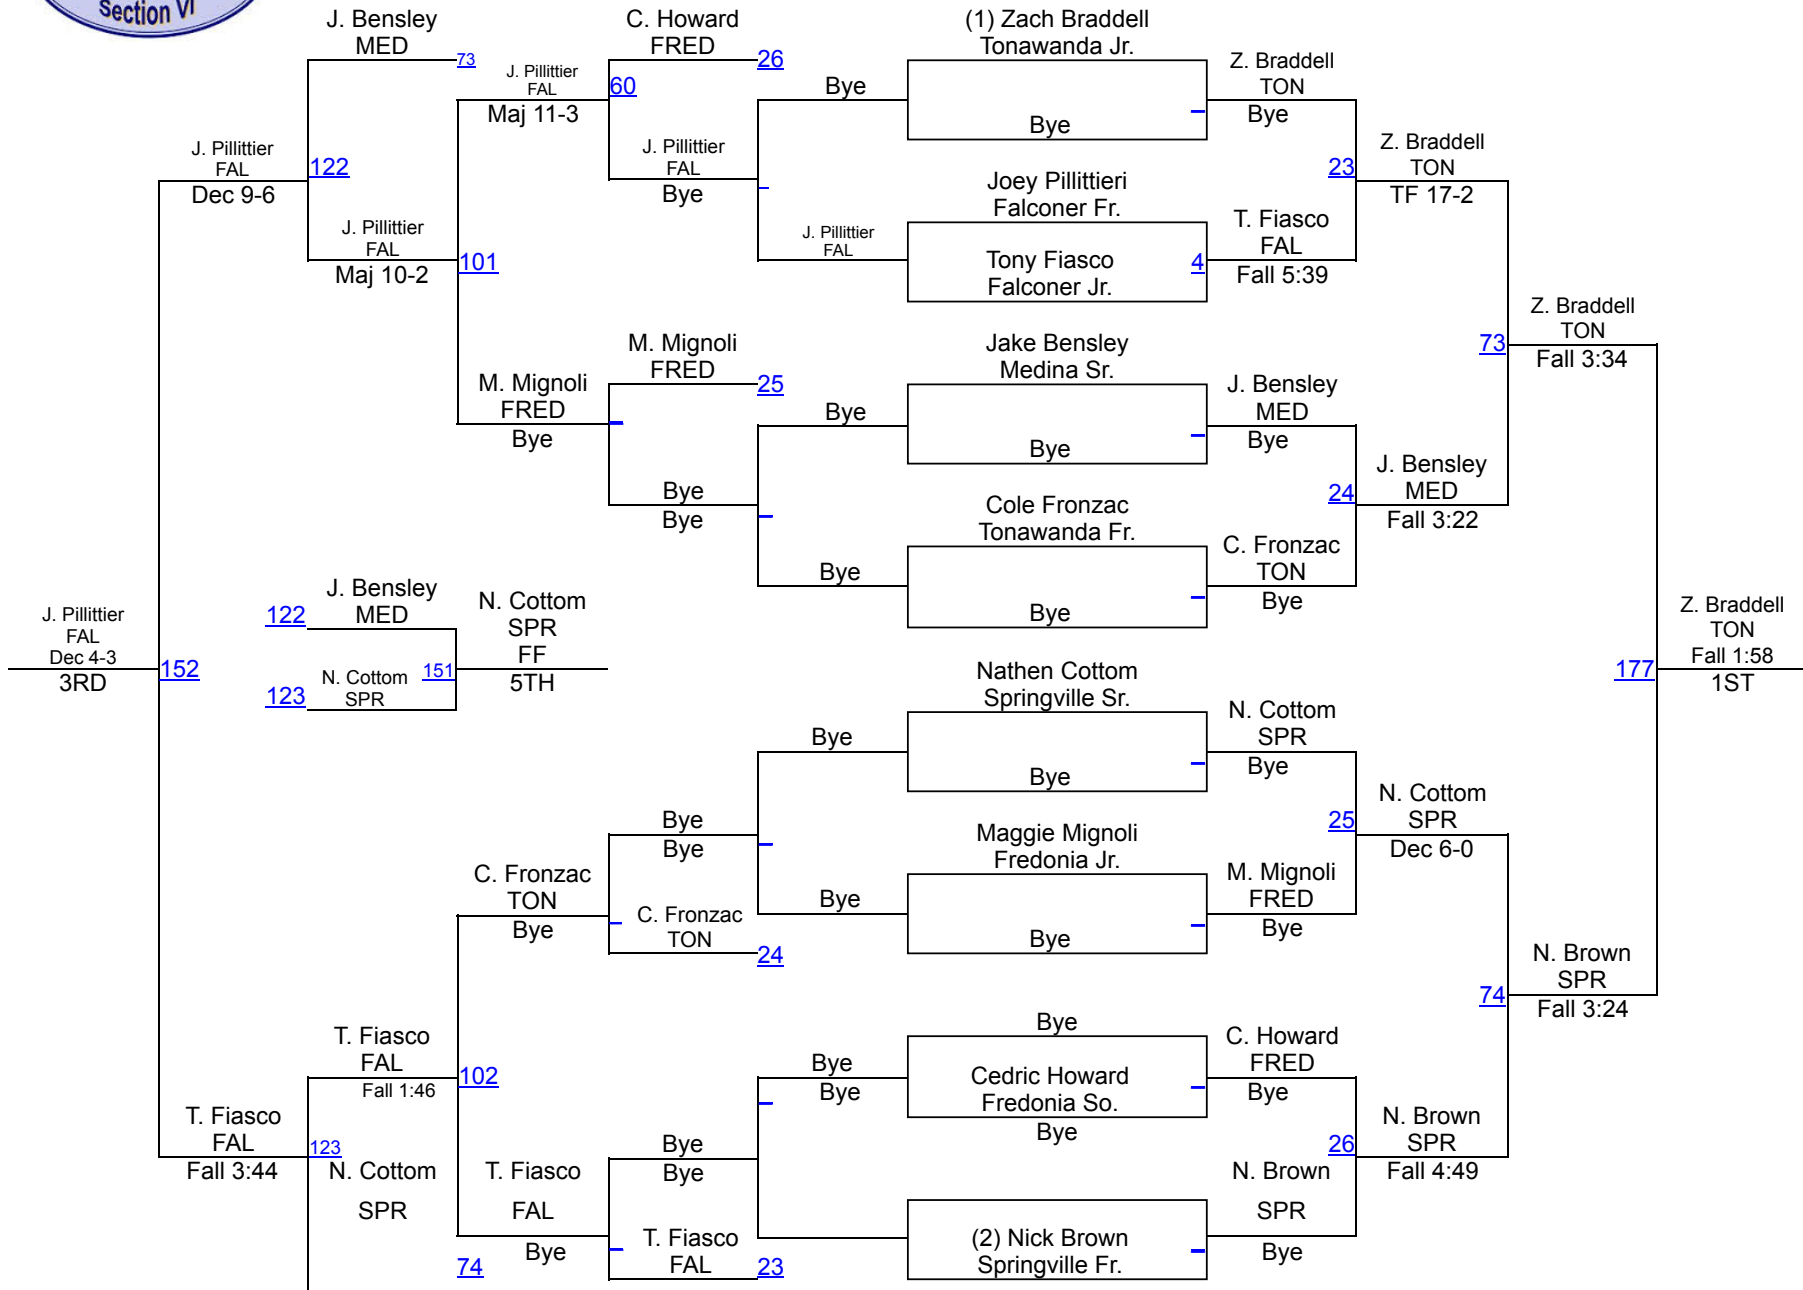 Section VI
J. Bensley
MED
73
J. Pillittier
FAL
Maj 11-3
C. Howard
FRED
26
60
J. Pillittier
FAL
Bye
J. Pillittier
FAL
Dec 9-6
122
J. Pillittier
FAL
Maj 10-2
101
M. Mignoli
FRED
Bye
M. Mignoli
FRED
25
Bye
Bye
Bye
J. Pillittier
FAL
Bye
Bye
(1) Zach Braddell
Tonawanda Jr.
Bye
Joey Pillittieri
Falconer Fr.
Tony Fiasco
Falconer Jr.
4
Jake Bensley
Medina Sr.
Bye
Cole Fronzac
Tonawanda Fr.
Bye
Z. Braddell
TON
Bye
23
T. Fiasco
FAL
Fall 5:39
Z. Braddell
TON
TF 17-2
J. Bensley
MED
Bye
24
C. Fronzac
TON
Bye
J. Bensley
MED
Fall 3:22
73
Z. Braddell
TON
Fall 3:34
J. Pillittier
FAL
Dec 4-3
3RD
152
122
J. Bensley
MED
123
N. Cottom
SPR
151
N. Cottom
SPR
FF
5TH
177
Z. Braddell
TON
Fall 1:58
1ST
Nathen Cottom
Springville Sr.
Bye
Maggie Mignoli
Fredonia Jr.
Bye
Bye
Bye
Bye
Bye
C. Fronzac
TON
Bye
C. Fronzac
TON
24
N. Cottom
SPR
Bye
25
M. Mignoli
FRED
Bye
N. Cottom
SPR
Dec 6-0
74
N. Brown
SPR
Fall 3:24
T. Fiasco
FAL
Fall 1:46
102
T. Fiasco
FAL
Fall 3:44
123
N. Cottom
SPR
74
T. Fiasco
FAL
Bye
Bye
Bye
T. Fiasco
FAL
23
Bye
Bye
Bye
Cedric Howard
Fredonia So.
Bye
(2) Nick Brown
Springville Fr.
C. Howard
FRED
Bye
26
N. Brown
SPR
Bye
N. Brown
SPR
Fall 4:49